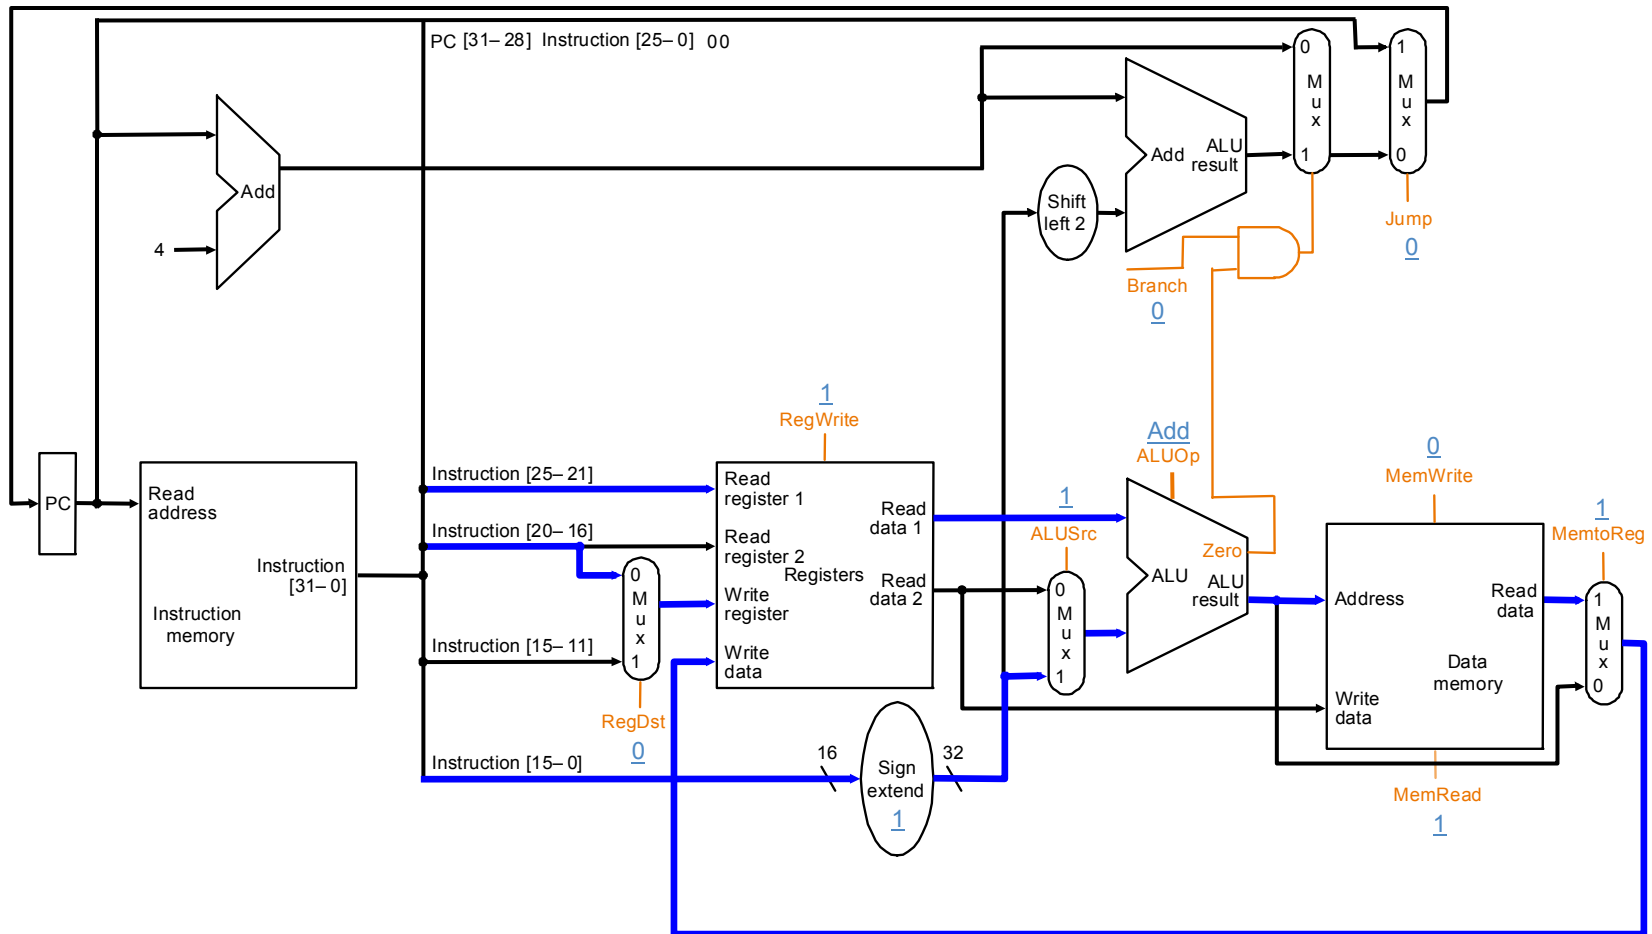 PC [31– 28] Instruction [25– 0] 00
0
M
u
x
1
1
M
u
x
0
Add
4
Add
ALU
result
Shift
left 2
Jump
0
Branch
0
1
RegWrite
Add
ALUOp
0
MemWrite
1
MemtoReg
PC
Read
address
Instruction
[31– 0]
Instruction
memory
Instruction [25– 21]
Instruction [20– 16]
Instruction [15– 11]
Instruction [15– 0]
0
M
u
x
1
RegDst
0
Read
register 1
Read
register 2
Write
register
Write
data
Registers
Read
data 1
Read
data 2
1
ALUSrc
0
M
u
x
1
Zero
ALU
ALU
result
Address
Read
data
Data
memory
Write
data
1
M
u
x
0
MemRead
1
16
Sign
extend
1
32